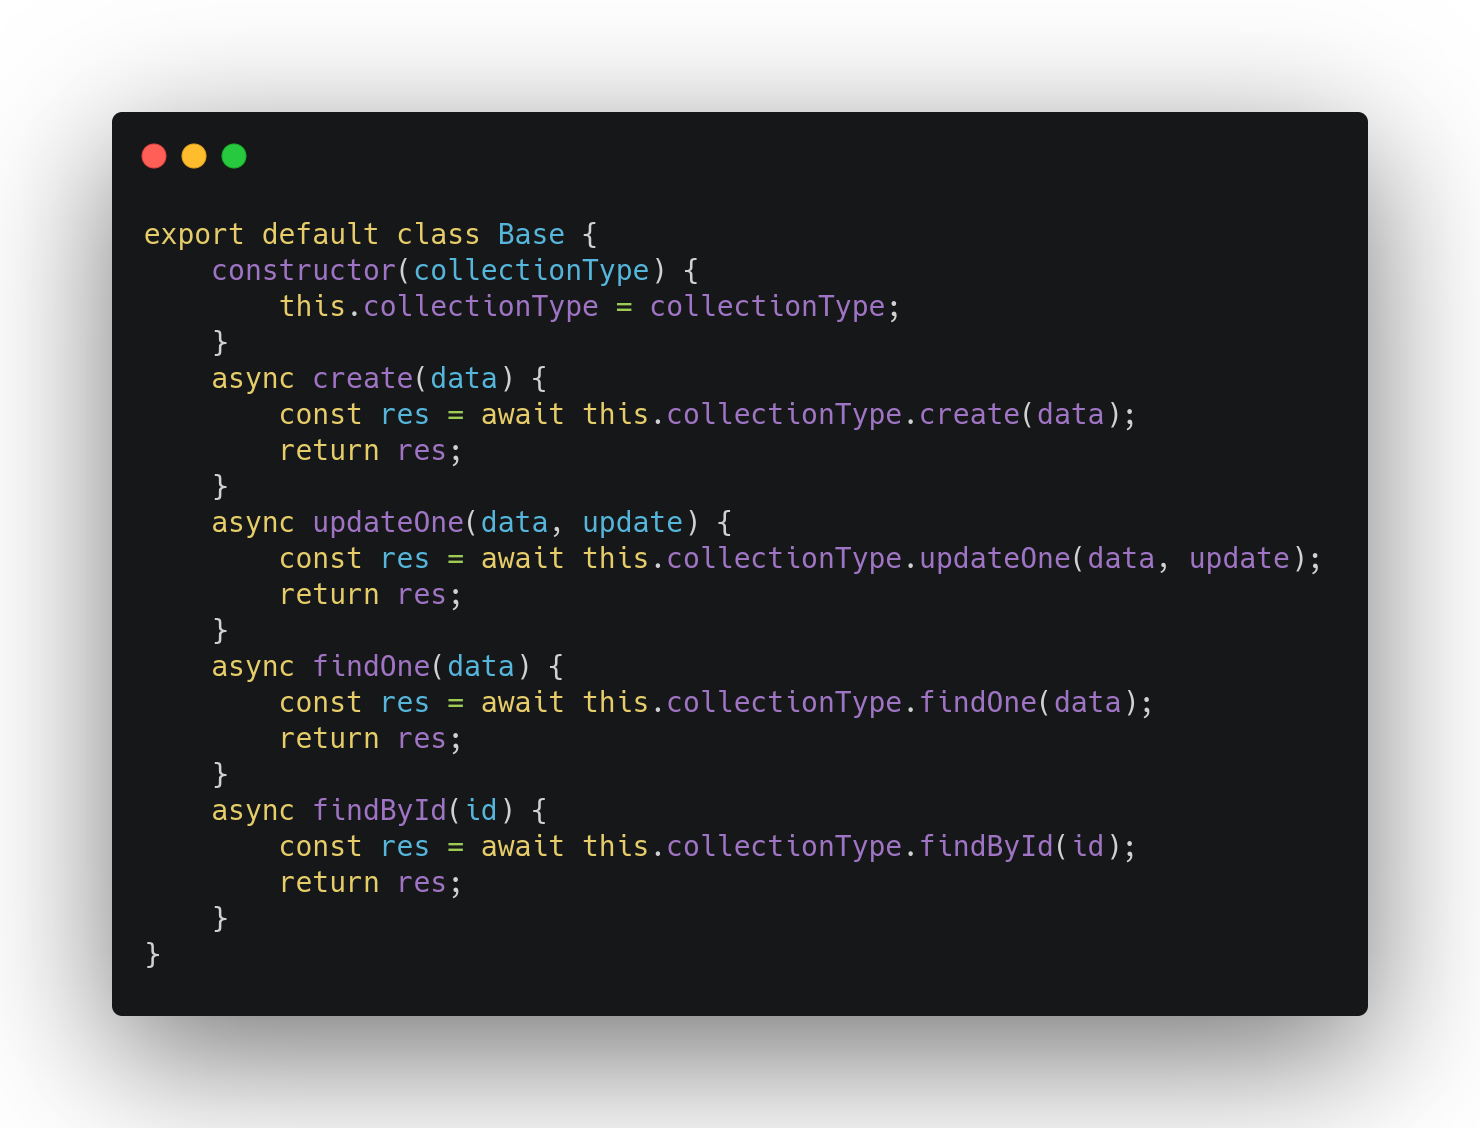 export default class Base {
    constructor(collectionType) {
        this.collectionType = collectionType;
    }
    async create(data) {
        const res = await this.collectionType.create(data);
        return res;
    }
    async updateOne(data, update) {
        const res = await this.collectionType.updateOne(data, update);
        return res;
    }
    async findOne(data) {
        const res = await this.collectionType.findOne(data);
        return res;
    }
    async findById(id) {
        const res = await this.collectionType.findById(id);
        return res;
    }
}